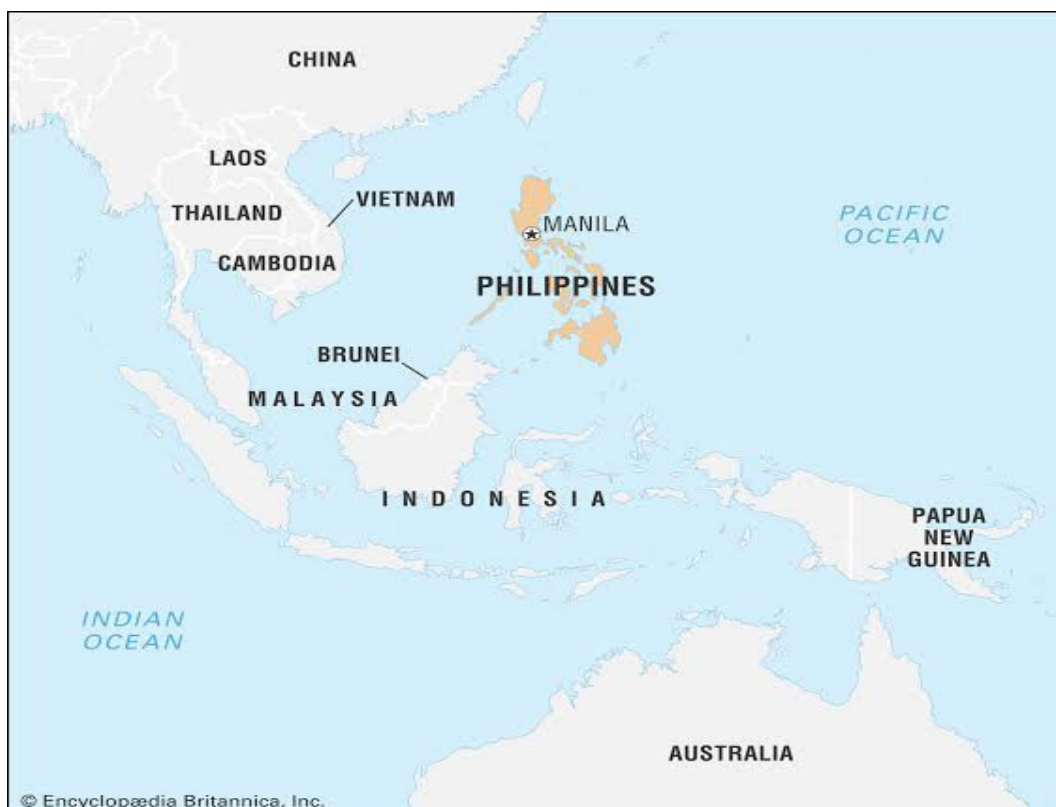 CHINA
LAOS
VIETNAM
THAILAND
MANILA
PACIFIC
OCEAN
CAMBODIA
PHILIPPINES
BRUNEI
MALAYSIA
INDONESIA
PAPUA
NEW
GUINEA
INDIAN
OCEAN
AUSTRALIA
© Encyclopædia Britannica, Inc.